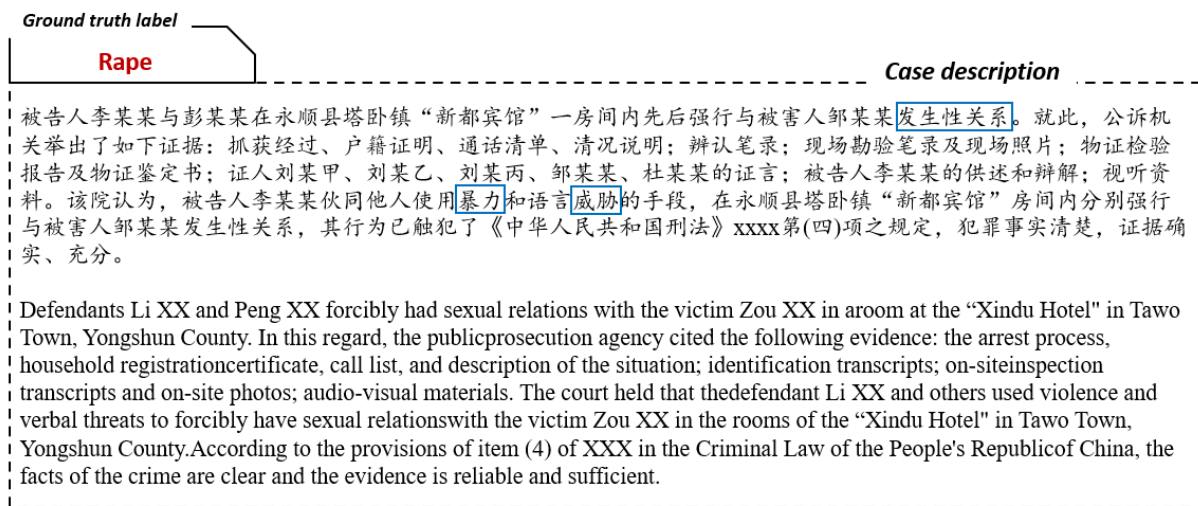 Ground truth label
Rape
Case description
被告人李某某与彭某某在永顺县塔卧镇“新都宾馆”一房间内先后强行与被害人邹某某发生性关系。就此，公诉机
关举出了如下证据：抓获经过、户籍证明、通话清单、清况说明；辨认笔录；现场勘验笔录及现场照片；物证检验
报告及物证鉴定书；证人刘某甲、刘某乙、刘某丙、邹某某、杜某某的证言；被告人李某某的供述和辩解；视听资
料。该院认为，被告人李某某伙同他人使用暴力和语言威胁的手段，在永顺县塔卧镇“新都宾馆”房间内分别强行
与被害人邹某某发生性关系，其行为已触犯了《中华人民共和国刑法》xxxx第(四)项之规定，犯罪事实清楚，证据确
实、充分。
Defendants Li XX and Peng XX forcibly had sexual relations with the victim Zou XX in aroom at the “Xindu Hotel" in Tawo
Town, Yongshun County. In this regard, the publicprosecution agency cited the following evidence: the arrest process,
household registrationcertificate, call list, and description of the situation; identification transcripts; on-siteinspection
transcripts and on-site photos; audio-visual materials. The court held that thedefendant Li XX and others used violence and
verbal threats to forcibly have sexual relationswith the victim Zou XX in the rooms of the “Xindu Hotel" in Tawo Town,
Yongshun County.According to the provisions of item (4) of XXX in the Criminal Law of the People's Republicof China, the
facts of the crime are clear and the evidence is reliable and sufficient.